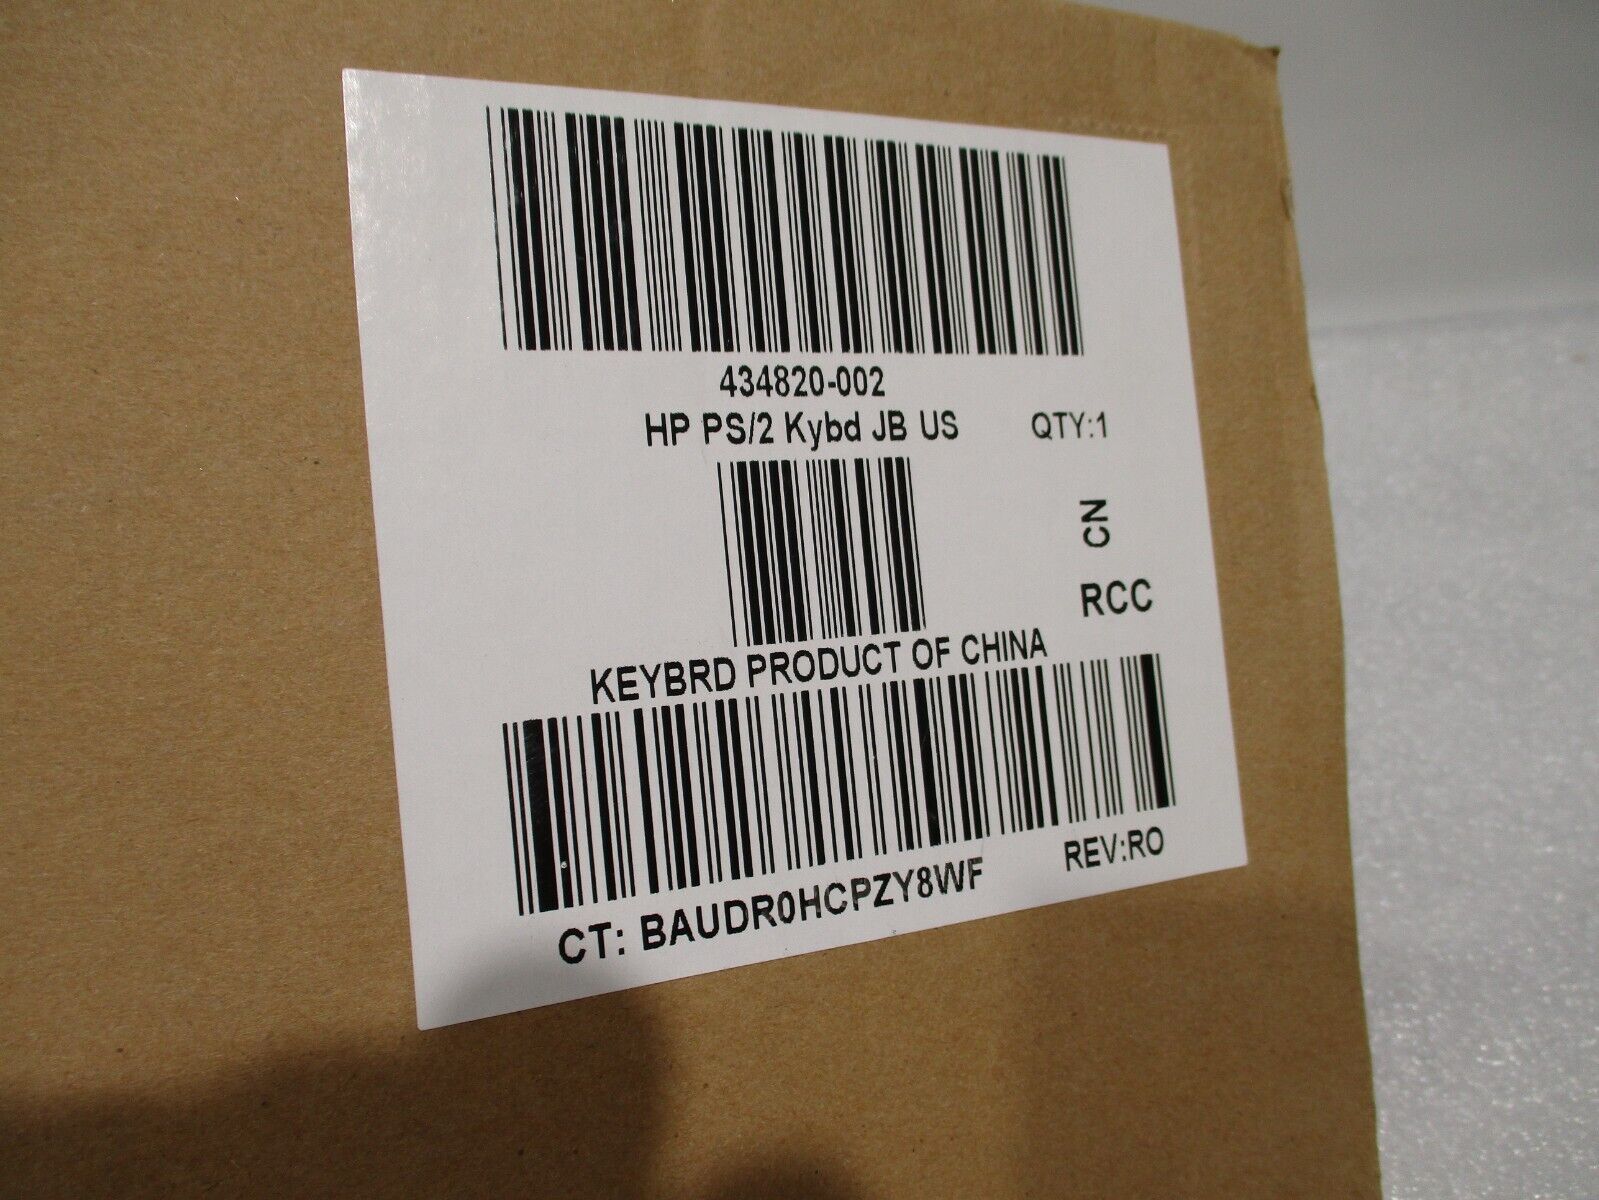 434820-002
HP PS/2 Kybd JB US QTY:1
CN
RCC
KEYBRD PRODUCT OF CHINA
CT: BAUDR0HCPZY8WF REV:RO